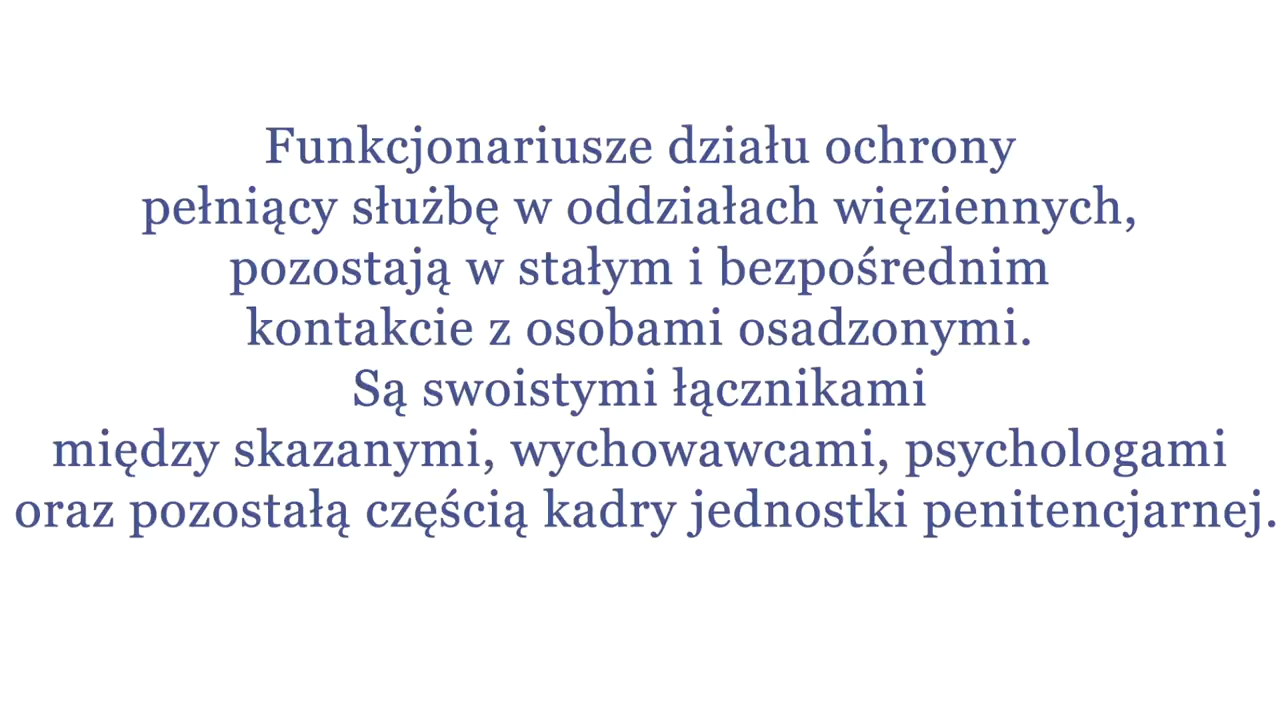 Funkcjonariusze działu ochrony
pełniący służbę w oddziałach więziennych,
pozostają w stałym i bezpośrednim
kontakcie z osobami osadzonymi.
Są swoistymi łącznikami
między skazanymi, wychowawcami, psychologami
oraz pozostałą częścią kadry jednostki penitencjarnej.